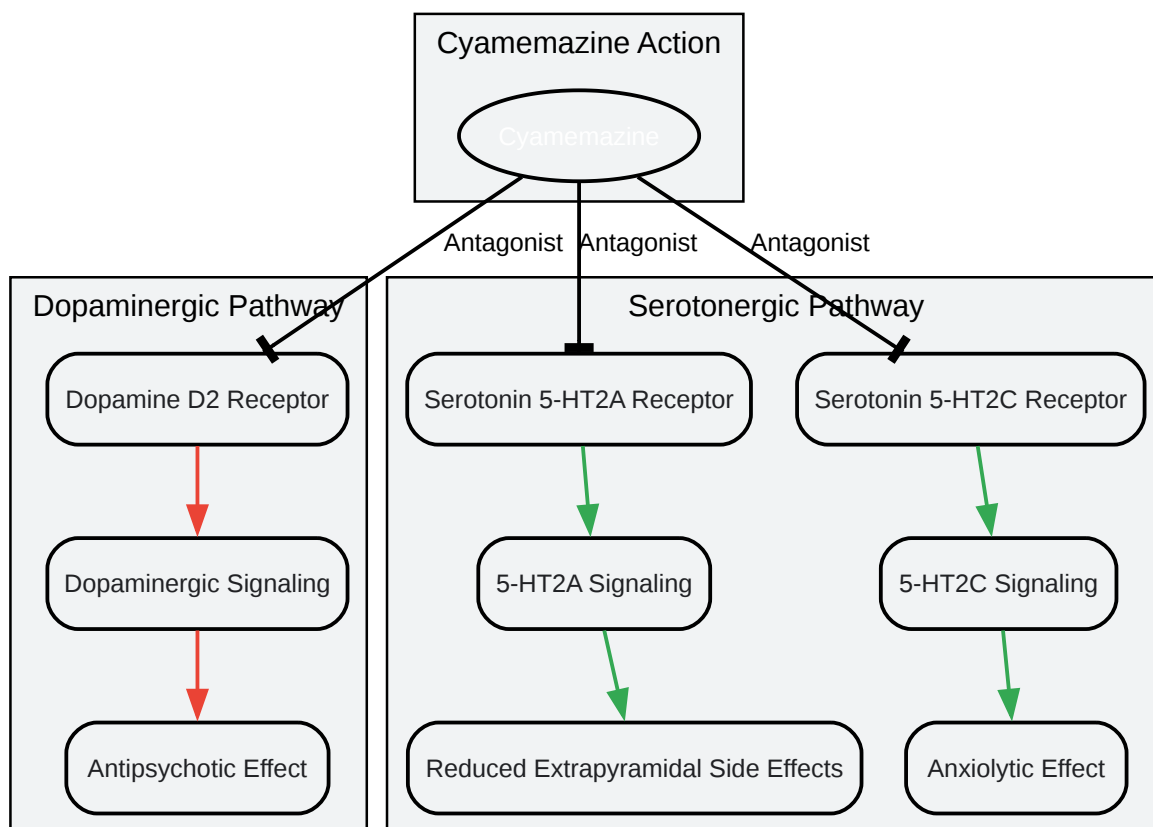 Cyamemazine Action
Cyamemazine
Antagonist
Antagonist
Antagonist
Dopaminergic Pathway
Serotonergic Pathway
Dopamine D2 Receptor
Serotonin 5-HT2A Receptor
Serotonin 5-HT2C Receptor
Dopaminergic Signaling
5-HT2A Signaling
5-HT2C Signaling
Antipsychotic Effect
Reduced Extrapyramidal Side Effects
Anxiolytic Effect